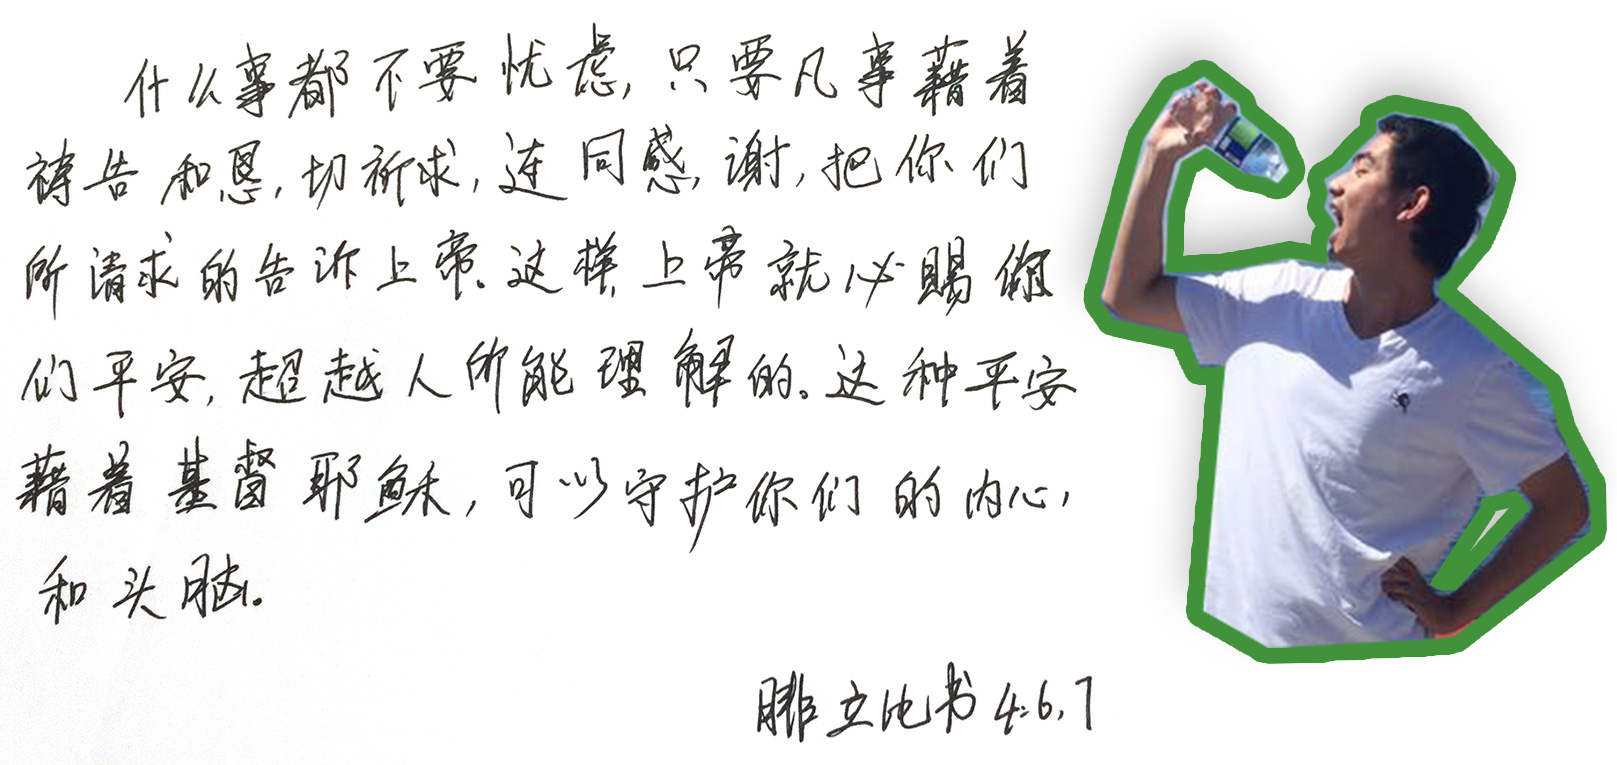 什么事都不要忧虑,只要凡事藉着
祷告和恩,切祈求,连同感谢,把你们
所请求的告诉上帝。这样,上帝就必赐你
们平安,超越人所能理解的。这种平安
藉着基督耶稣,可以守护你们的内心,
和头脑。
腓立比书4:6,7